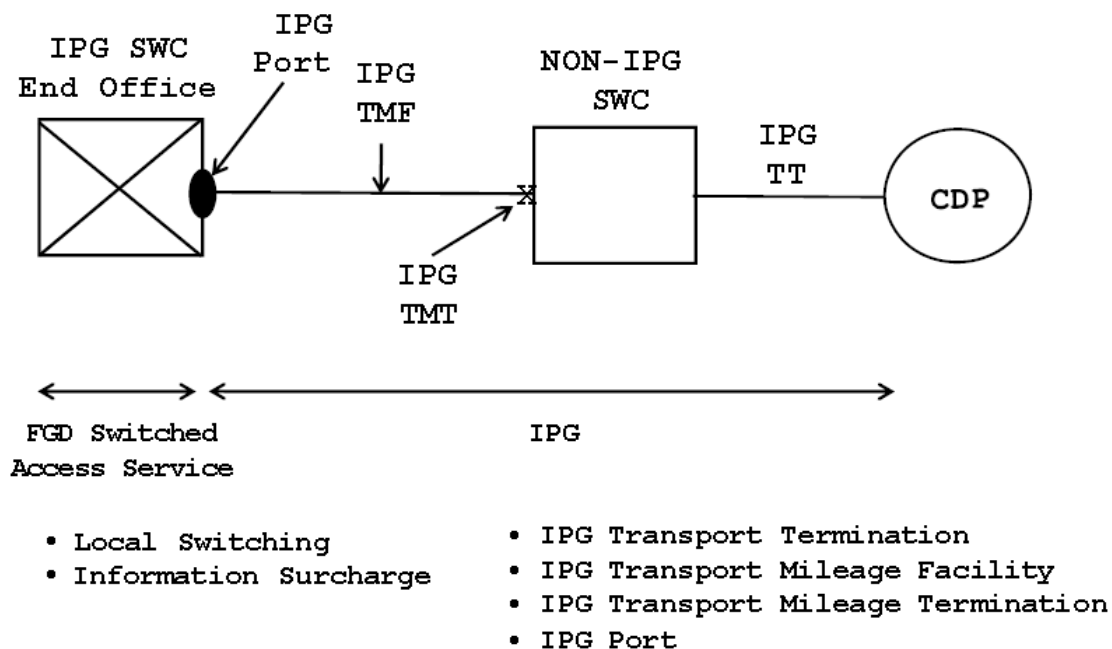 IPG SWC
End Office
IPG
Port
IPG
TMF
NON-IPG
SWC
IPG
TT
CDP
X
IPG
TMT
FGD Switched
Access Service
IPG
• Local Switching
• Information Surcharge
• IPG Transport Termination
• IPG Transport Mileage Facility
• IPG Transport Mileage Termination
• IPG Port